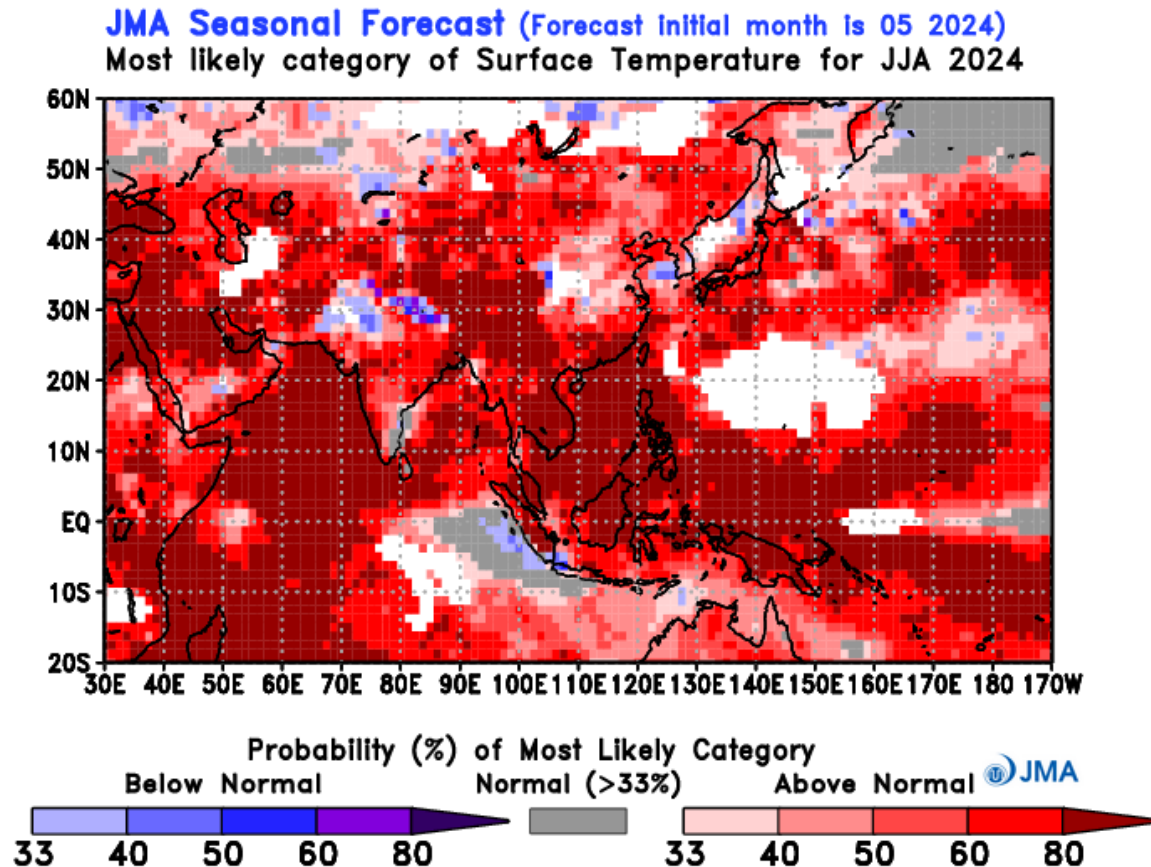 JMA Seasonal Forecast (Forecast initial month is 05 2024)
Most likely category of Surface Temperature for JJA 2024
60N
50N
40N
30N
20N
10N
EQ
10S
20S
30E 40E 50E 60E 70E 80E 90E 100E 110E 120E 130E 140E 150E 160E 170E 180 170W
Probability (%) of Most Likely Category
Below Normal Normal (>33%) Above Normal JMA
33 40 50 60 80 33 40 50 60 80